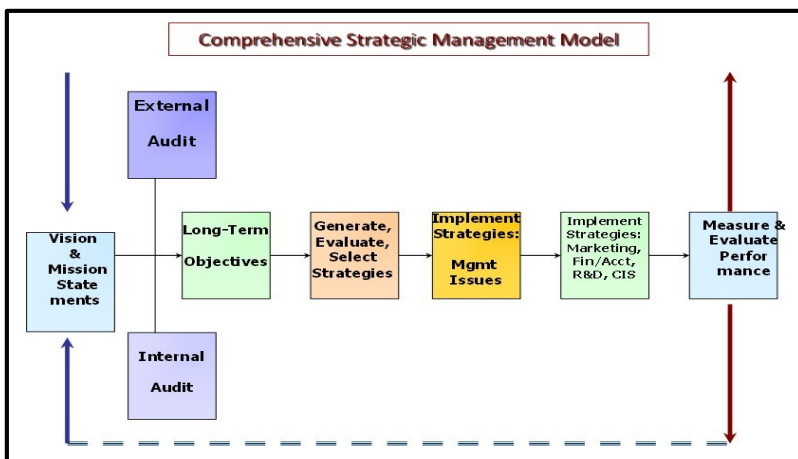 Comprehensive Strategic Management Model
External
Audit
Vision
&
Mission
State
ments
Long-Term
Objectives
Generate,
Evaluate,
Select
Strategies
Implement
Strategies:
Mgmt
Issues
Implement
Strategies:
Marketing,
Fin/Acct,
R&D, CIS
Measure &
Evaluate
Perfor
mance
Internal
Audit